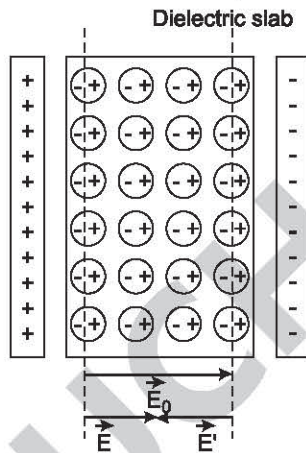 Dielectric slab
+ - + - + - + - + -
+ - + - + - + - + -
+ -
+ - + - + - + - + -
+ -
+ - + - + - + - + -
+ -
+ - + - + - + - + -
+ -
+ - + - + - + - + -
+ -
E₀
E E'